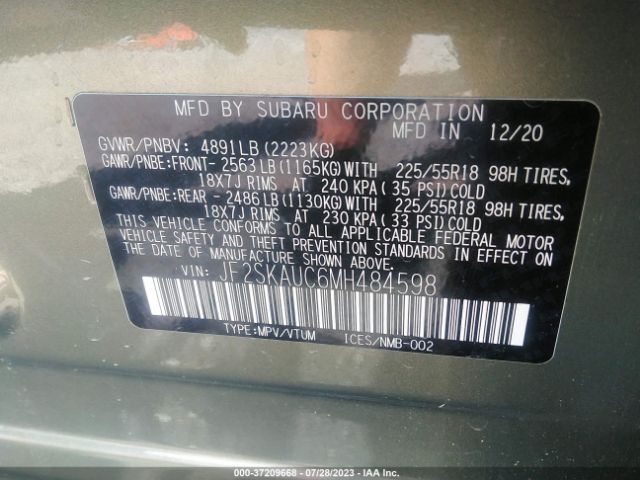 MFD BY SUBARU CORPORATION
MFD IN 12/20
GVWR/PNBV: 4891LB(2223KG)
GAWR/PNBE:FRONT- 2563LB(1165KG)WITH 225/55R18 98H TIRES,
18X7J RIMS AT 240 KPA( 35 PSI)COLD
GAWR/PNBE:REAR - 2486LB(1130KG)WITH 225/55R18 98H TIRES,
18X7J RIMS AT 230 KPA( 33 PSI)COLD
THIS VEHICLE CONFORMS TO ALL APPLICABLE FEDERAL MOTOR
VEHICLE SAFETY AND THEFT PREVENTION STANDARDS IN EFFECT ON
THE DATE OF MANUFACTURE SHOWN ABOVE.
VIN: JF2SKAUC6MH484598
TYPE:MPV/VTUM ICES/NMB-002
000-37209668 - 07/28/2023 - IAA Inc.